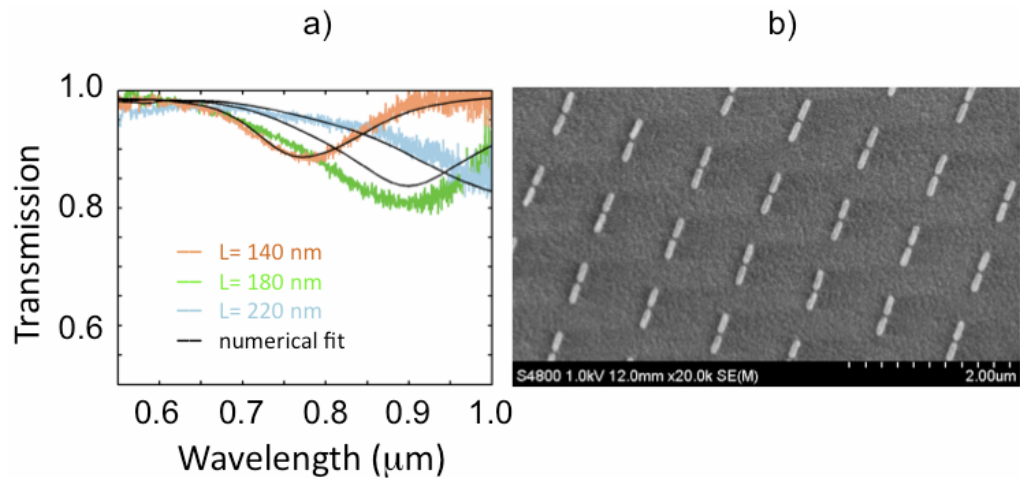 a)
b)
Transmission
1.0
0.8
0.6
L= 140 nm
L= 180 nm
L= 220 nm
numerical fit
0.6 0.7 0.8 0.9 1.0
Wavelength (μm)
S4800 1.0kV 12.0mm x20.0k SE(M) 2.00um